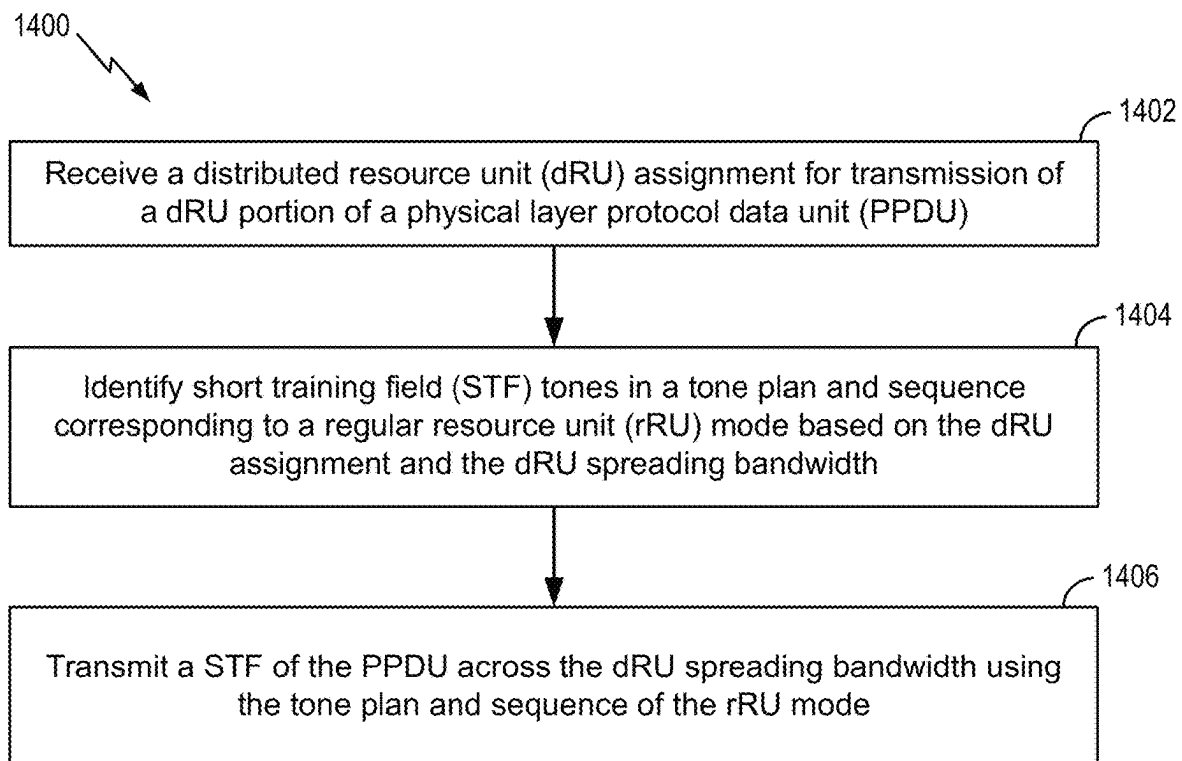 1400
1402
Receive a distributed resource unit (dRU) assignment for transmission of
a dRU portion of a physical layer protocol data unit (PPDU)
1404
Identify short training field (STF) tones in a tone plan and sequence
corresponding to a regular resource unit (rRU) mode based on the dRU
assignment and the dRU spreading bandwidth
1406
Transmit a STF of the PPDU across the dRU spreading bandwidth using
the tone plan and sequence of the rRU mode